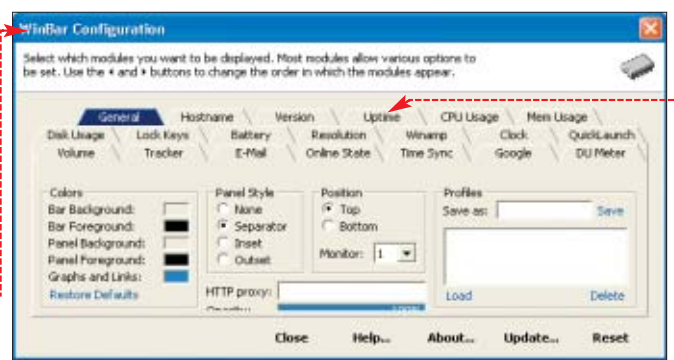 WinBar Configuration
Select which modules you want to be displayed. Most modules allow various options to
be set. Use the ◂ and ▸ buttons to change the order in which the modules appear.
General Hostname Version Uptime CPU Usage Mem Usage
Disk Usage Lock Keys Battery Resolution Winamp Clock QuickLaunch
Volume Tracker E-Mail Online State Time Sync Google DU Meter
Colors Panel Style Position Profiles
Bar Background: None Top Save as: Save
Bar Foreground: Separator Bottom
Panel Background: Inset
Panel Foreground: Outset Monitor: 1
Graphs and Links:
Restore Defaults HTTP proxy: Load Delete
Close Help... About... Update... Reset